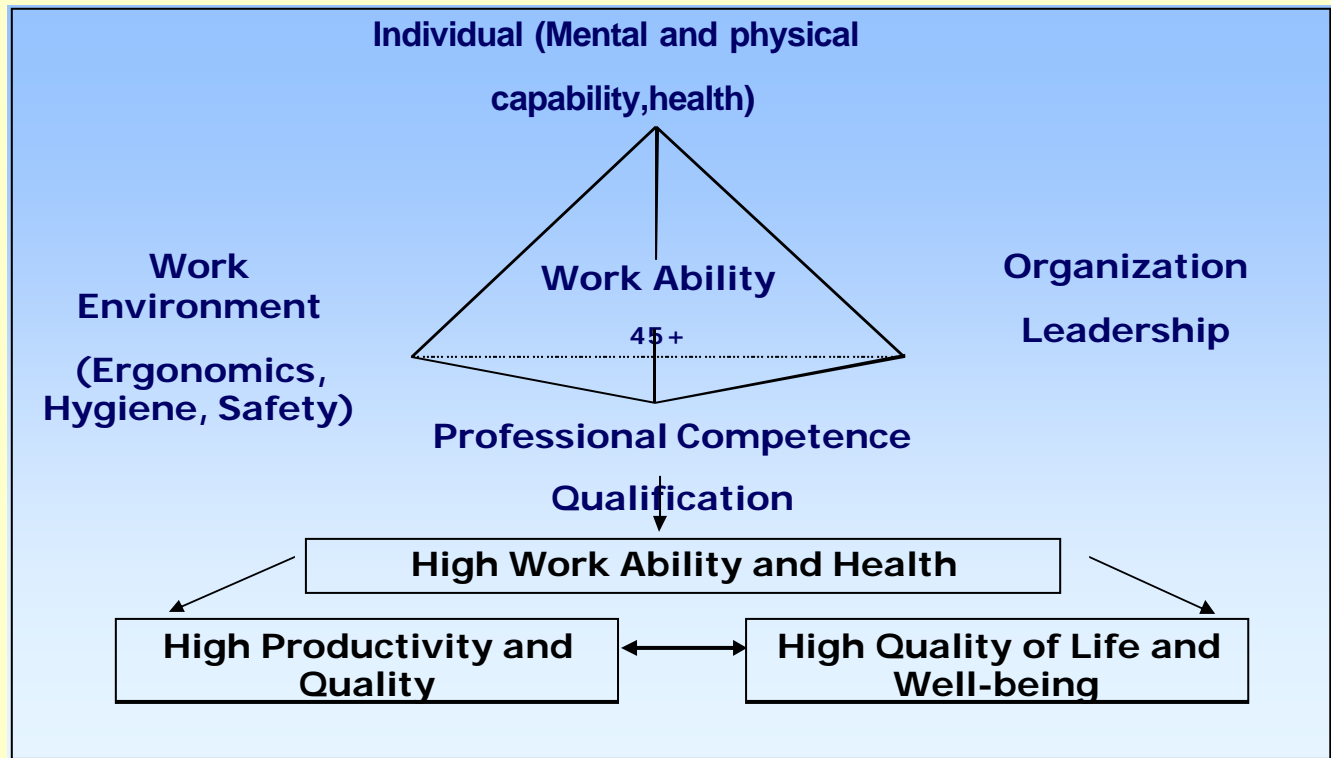 Individual (Mental and physical
capability,health)
Work
Environment
(Ergonomics,
Hygiene, Safety)
Work Ability
45+
Organization
Leadership
Professional Competence
Qualification
High Work Ability and Health
High Productivity and
Quality
High Quality of Life and
Well-being